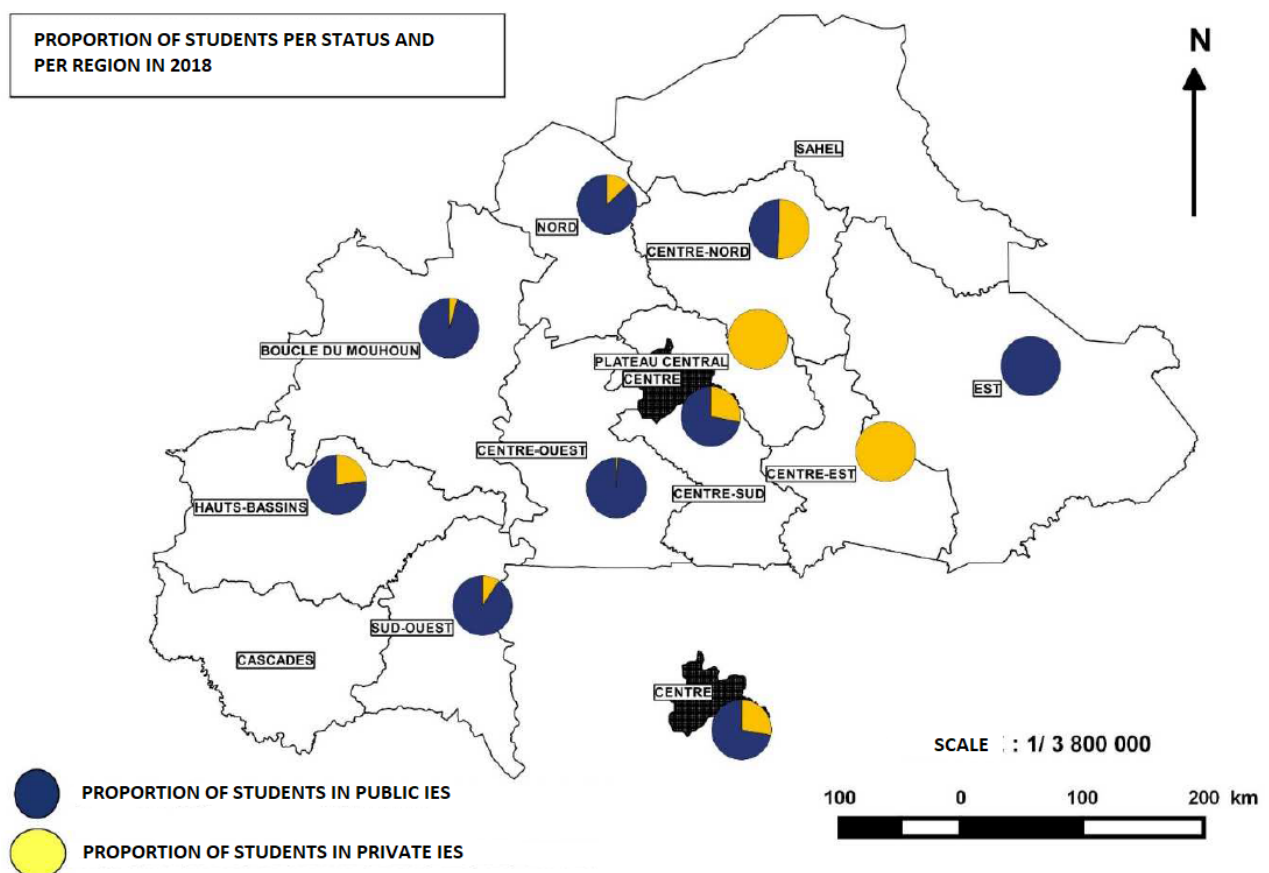 PROPORTION OF STUDENTS PER STATUS AND
PER REGION IN 2018
N
SAHEL
NORD
CENTRE-NORD
BOUCLE DU MOUHOUN
PLATEAU CENTRAL
CENTRE
EST
CENTRE-OUEST
CENTRE-EST
CENTRE-SUD
HAUTS-BASSINS
SUD-OUEST
CASCADES
CENTRE
SCALE : 1/ 3 800 000
PROPORTION OF STUDENTS IN PUBLIC IES
100 0 100 200 km
PROPORTION OF STUDENTS IN PRIVATE IES